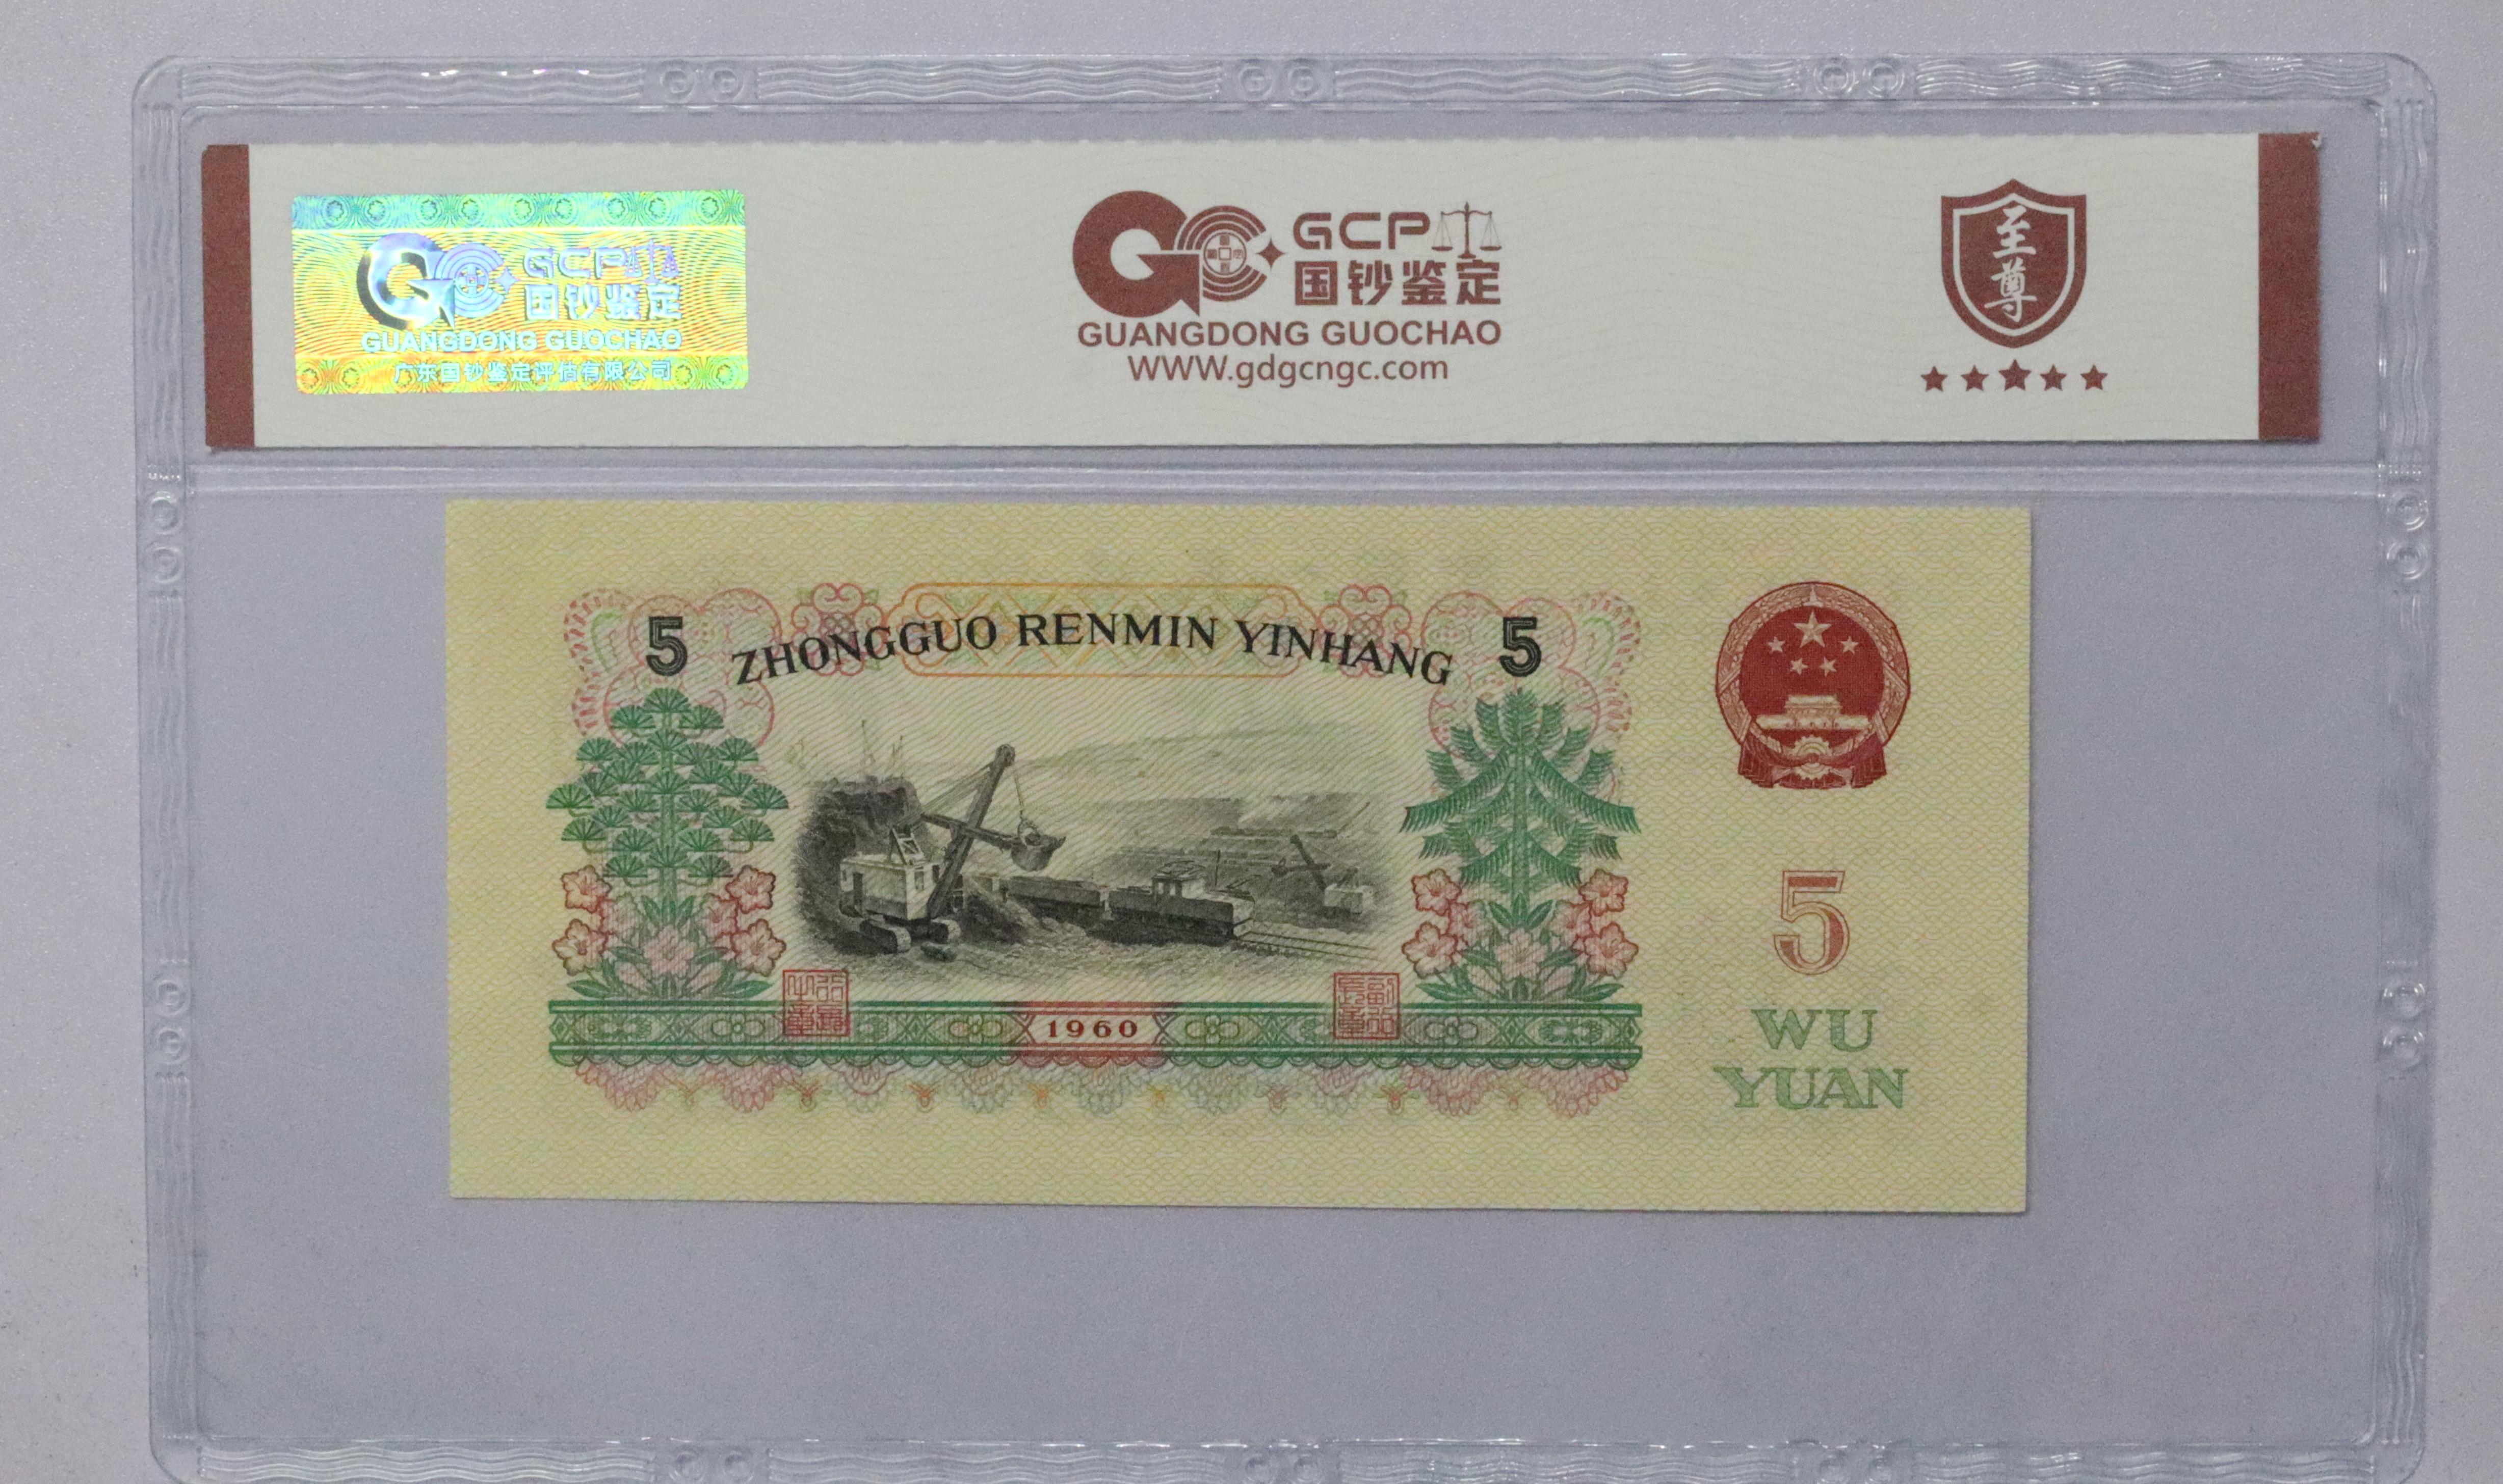 GCP
国钞鉴定
GUANGDONG GUOCHAO
广东国钞鉴定评估有限公司
GCP
国钞鉴定
GUANGDONG GUOCHAO
WWW.gdgcngc.com
至尊
5 ZHONGGUO RENMIN YINHANG 5
5
1960
WU
YUAN